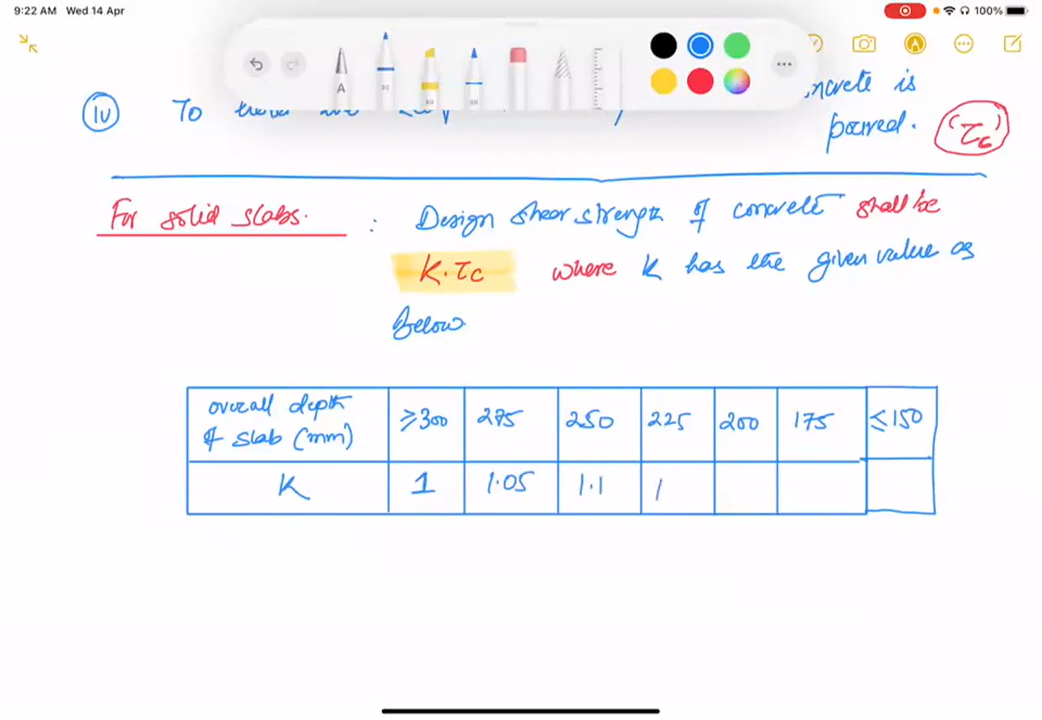 9:22 AM Wed 14 Apr 100%
A
iv To concrete is
poured. (τc)
For solid slabs. : Design shear strength of concrete shall be
K.τc where K has the given value as
below
overall depth of slab (mm) ≥300 275 250 225 200 175 ≤150
K 1 1.05 1.1 1